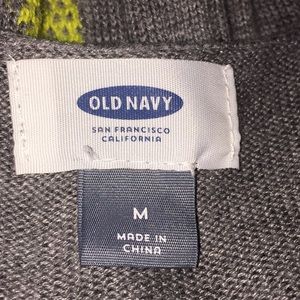 OLD NAVY
SAN FRANCISCO
CALIFORNIA
M
MADE IN
CHINA